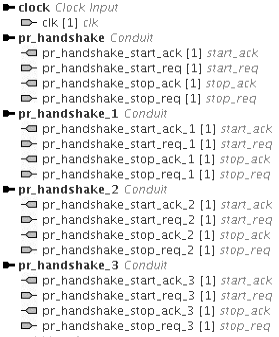 clock Clock Input
clk [1] clk
pr_handshake Conduit
pr_handshake_start_ack [1] start_ack
pr_handshake_start_req [1] start_req
pr_handshake_stop_ack [1] stop_ack
pr_handshake_stop_req [1] stop_req
pr_handshake_1 Conduit
pr_handshake_start_ack_1 [1] start_ack
pr_handshake_start_req_1 [1] start_req
pr_handshake_stop_ack_1 [1] stop_ack
pr_handshake_stop_req_1 [1] stop_req
pr_handshake_2 Conduit
pr_handshake_start_ack_2 [1] start_ack
pr_handshake_start_req_2 [1] start_req
pr_handshake_stop_ack_2 [1] stop_ack
pr_handshake_stop_req_2 [1] stop_req
pr_handshake_3 Conduit
pr_handshake_start_ack_3 [1] start_ack
pr_handshake_start_req_3 [1] start_req
pr_handshake_stop_ack_3 [1] stop_ack
pr_handshake_stop_req_3 [1] stop_req